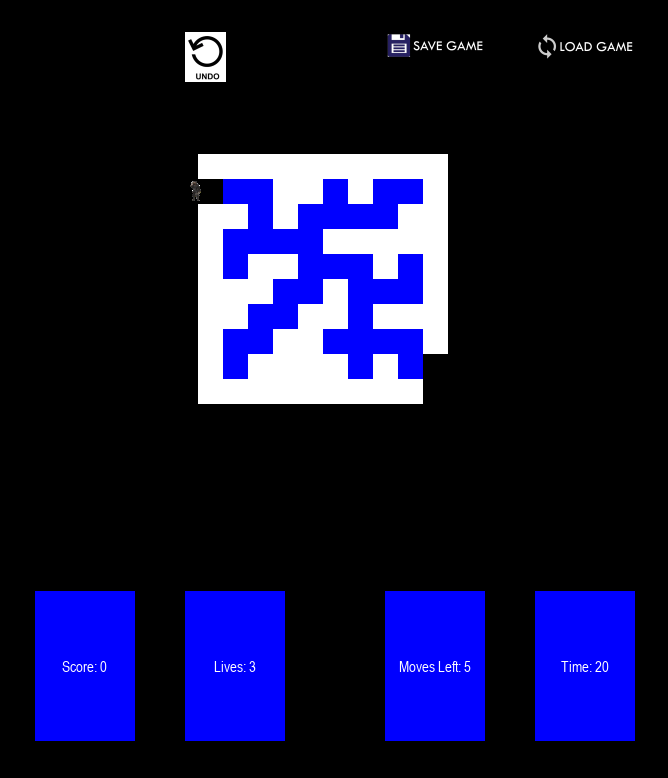 UNDO
SAVE GAME
LOAD GAME
Score: 0
Lives: 3
Moves Left: 5
Time: 20